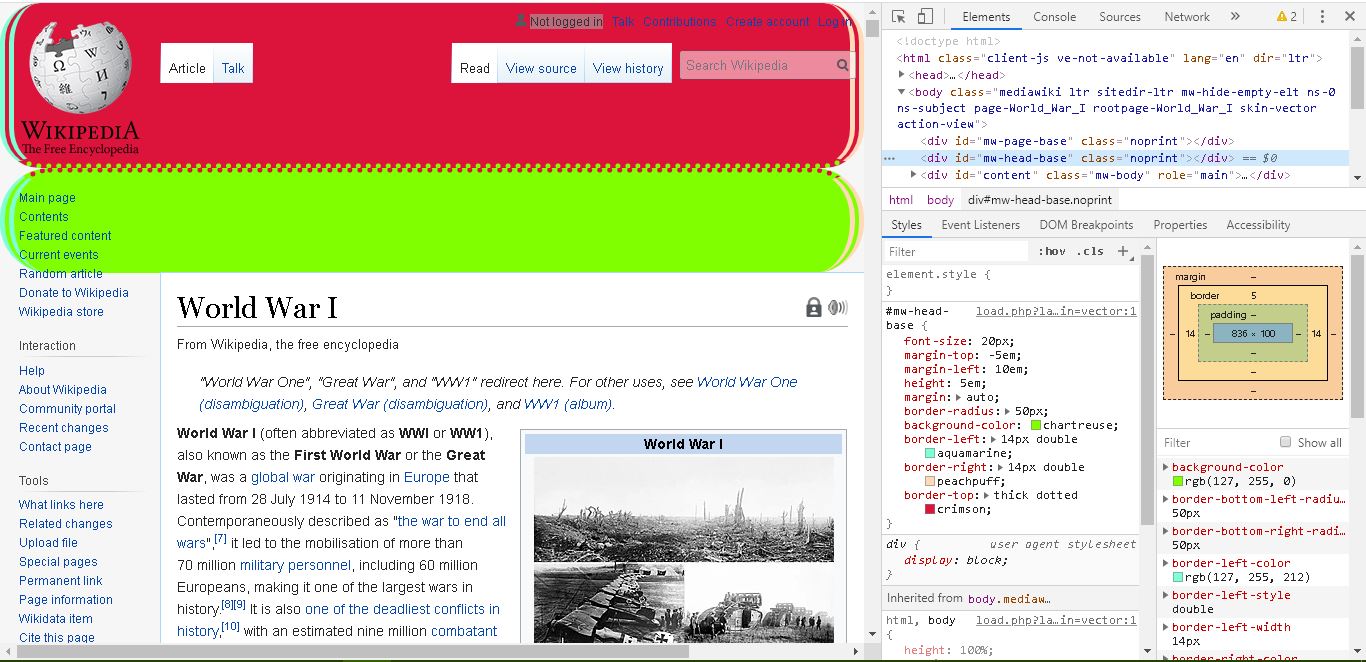 Not logged in Talk Contributions Create account Log in
Article Talk Read View source View history Search Wikipedia
WIKIPEDIA
The Free Encyclopedia
Main page
Contents
Featured content
Current events
Random article
Donate to Wikipedia
Wikipedia store
Interaction
Help
About Wikipedia
Community portal
Recent changes
Contact page
Tools
What links here
Related changes
Upload file
Special pages
Permanent link
Page information
Wikidata item
Cite this page
World War I
From Wikipedia, the free encyclopedia
"World War One", "Great War", and "WW1" redirect here. For other uses, see World War One
(disambiguation), Great War (disambiguation), and WW1 (album).
World War I (often abbreviated as WWI or WW1),
also known as the First World War or the Great
War, was a global war originating in Europe that
lasted from 28 July 1914 to 11 November 1918.
Contemporaneously described as "the war to end all
wars",[7] it led to the mobilisation of more than
70 million military personnel, including 60 million
Europeans, making it one of the largest wars in
history.[8][9] It is also one of the deadliest conflicts in
history,[10] with an estimated nine million combatant
World War I
Elements Console Sources Network » 2
<!doctype html>
<html class="client-js ve-not-available" lang="en" dir="ltr">
<head>…</head>
<body class="mediawiki ltr sitedir-ltr mw-hide-empty-elt ns-0
ns-subject page-World_War_I rootpage-World_War_I skin-vector
action-view">
<div id="mw-page-base" class="noprint"></div>
<div id="mw-head-base" class="noprint"></div> == $0
<div id="content" class="mw-body" role="main">…</div>
html body div#mw-head-base.noprint
Styles Event Listeners DOM Breakpoints Properties Accessibility
Filter :hov .cls +
element.style {
}
#mw-head- load.php?la…in=vector:1
base {
font-size: 20px;
margin-top: -5em;
margin-left: 10em;
height: 5em;
margin: auto;
border-radius: 50px;
background-color: chartreuse;
border-left: 14px double
aquamarine;
border-right: 14px double
peachpuff;
border-top: thick dotted
crimson;
}
div { user agent stylesheet
display: block;
}
Inherited from body.mediaw…
html, body load.php?la…in=vector:1
{
height: 100%;
margin –
border 5
padding –
– 14 – 836 × 100 – 14 –
–
–
–
Filter Show all
background-color
rgb(127, 255, 0)
border-bottom-left-radiu…
50px
border-bottom-right-radi…
50px
border-left-color
rgb(127, 255, 212)
border-left-style
double
border-left-width
14px
border-right-color